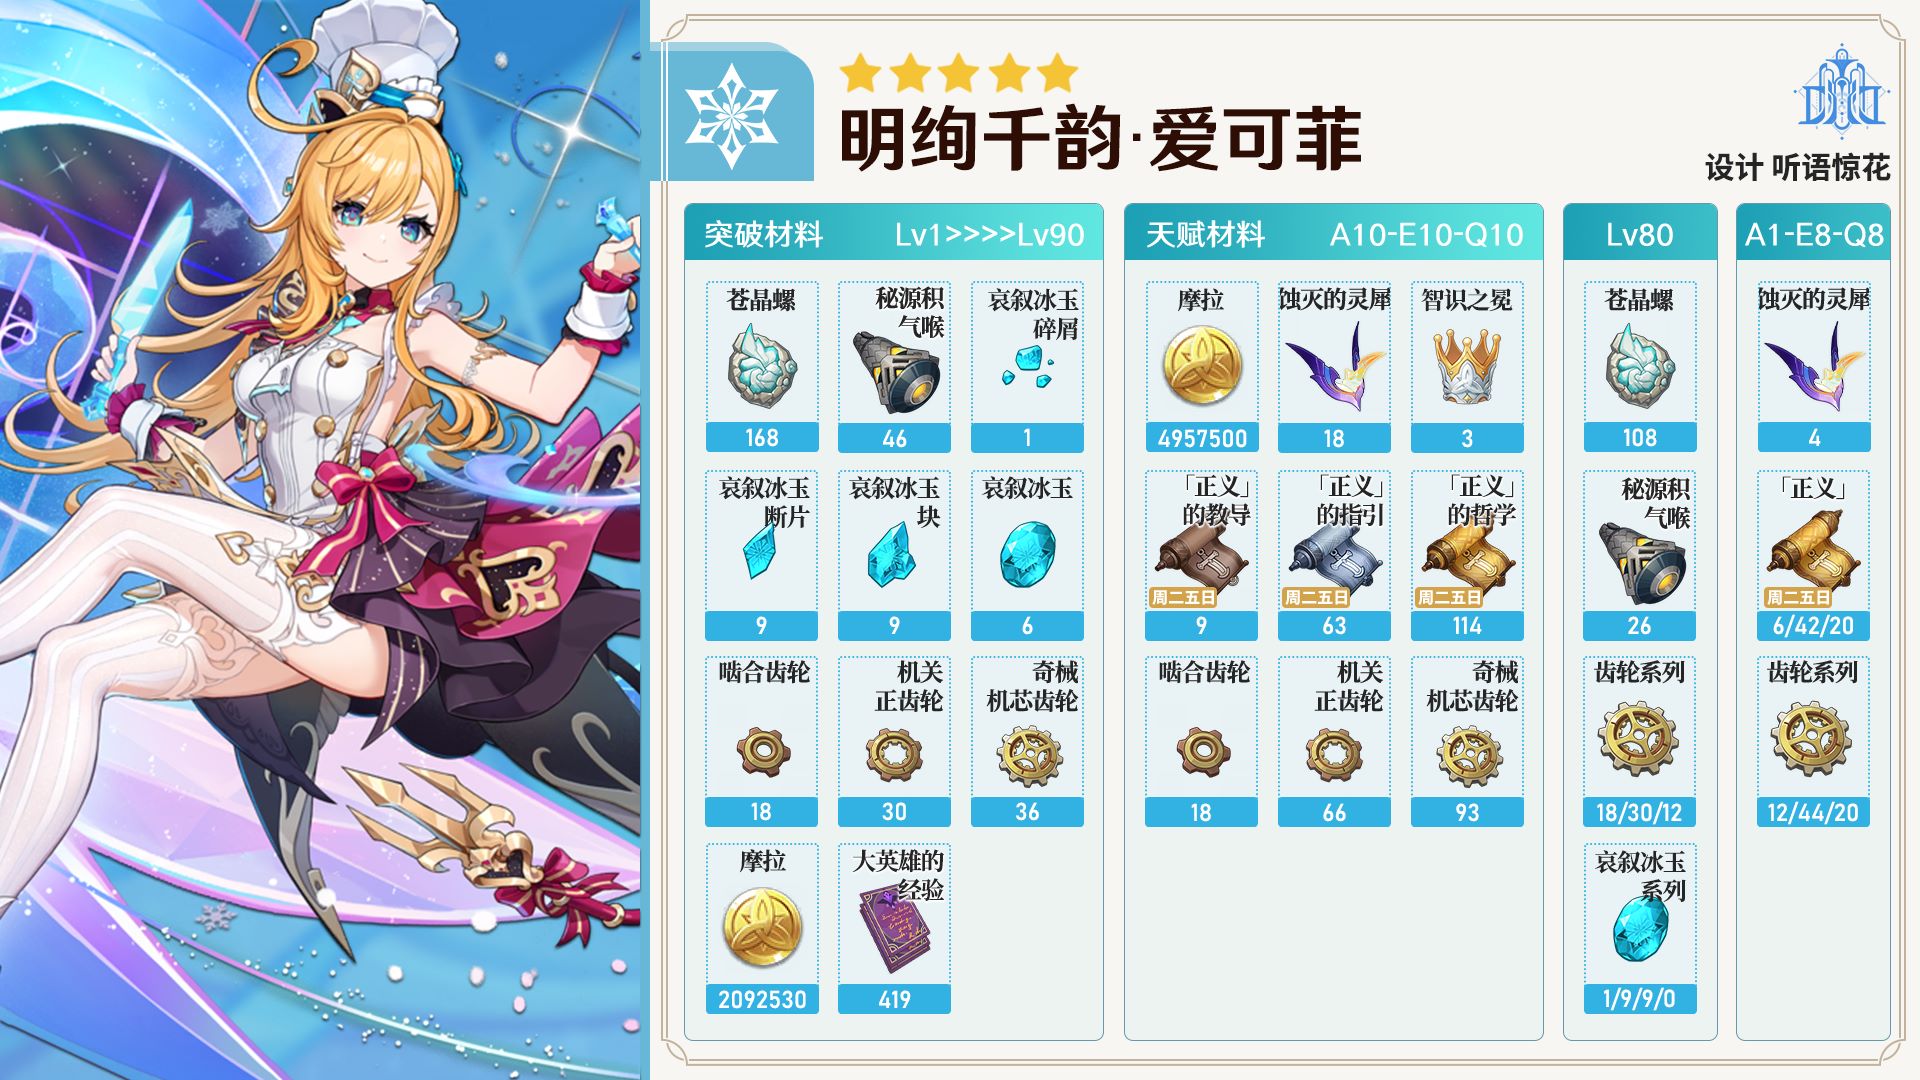 明绚千韵·爱可菲
设计 听语惊花
突破材料 Lv1>>>>Lv90
苍晶螺
168
秘源积
气喉
46
哀叙冰玉
碎屑
1
哀叙冰玉
断片
9
哀叙冰玉
块
9
哀叙冰玉
6
啮合齿轮
18
机关
正齿轮
30
奇械
机芯齿轮
36
摩拉
2092530
大英雄的
经验
419
天赋材料 A10-E10-Q10
摩拉
4957500
蚀灭的灵犀
18
智识之冕
3
「正义」
的教导
周二五日
9
「正义」
的指引
周二五日
63
「正义」
的哲学
周二五日
114
啮合齿轮
18
机关
正齿轮
66
奇械
机芯齿轮
93
Lv80
苍晶螺
108
秘源积
气喉
26
齿轮系列
18/30/12
哀叙冰玉
系列
1/9/9/0
A1-E8-Q8
蚀灭的灵犀
4
「正义」
周二五日
6/42/20
齿轮系列
12/44/20